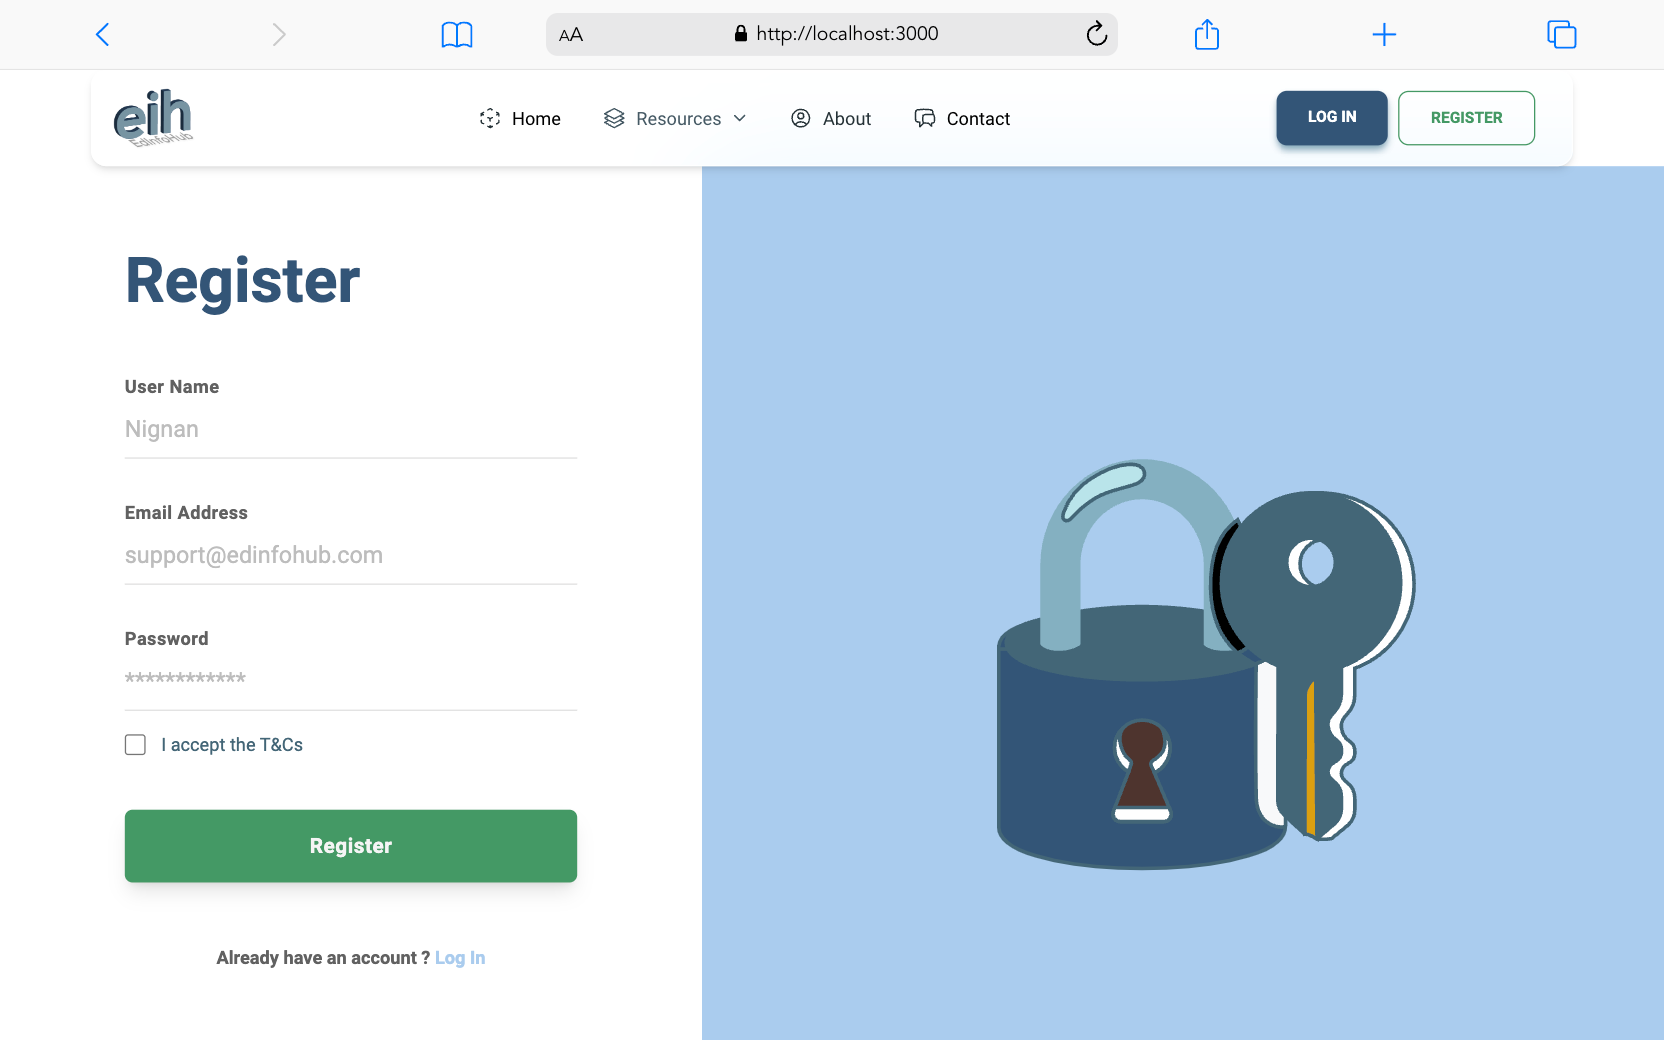 AA
http://localhost:3000
eih
EdInfoHub
Home
Resources
About
Contact
LOG IN
REGISTER
Register
User Name
Nignan
Email Address
support@edinfohub.com
Password
************
I accept the T&Cs
Register
Already have an account ? Log In